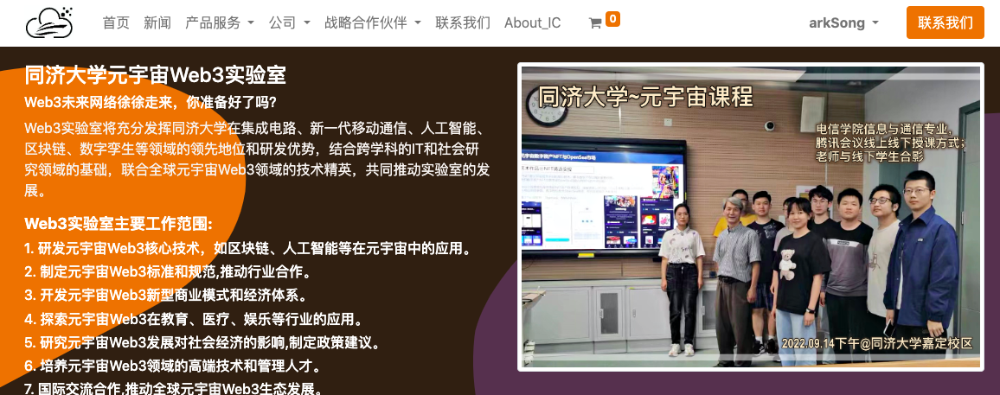 首页 新闻 产品服务 公司 战略合作伙伴 联系我们 About_IC 0 arkSong 联系我们
同济大学元宇宙Web3实验室
Web3未来网络徐徐走来，你准备好了吗?
Web3实验室将充分发挥同济大学在集成电路、新一代移动通信、人工智能、
区块链、数字孪生等领域的领先地位和研发优势，结合跨学科的IT和社会研
究领域的基础，联合全球元宇宙Web3领域的技术精英，共同推动实验室的发
展。
Web3实验室主要工作范围:
1. 研发元宇宙Web3核心技术，如区块链、人工智能等在元宇宙中的应用。
2. 制定元宇宙Web3标准和规范,推动行业合作。
3. 开发元宇宙Web3新型商业模式和经济体系。
4. 探索元宇宙Web3在教育、医疗、娱乐等行业的应用。
5. 研究元宇宙Web3发展对社会经济的影响,制定政策建议。
6. 培养元宇宙Web3领域的高端技术和管理人才。
7. 国际交流合作,推动全球元宇宙Web3生态发展。
同济大学~元宇宙课程
电信学院信息与通信专业，
腾讯会议线上线下授课方式；
老师与线下学生合影
2022.09.14下午@同济大学嘉定校区